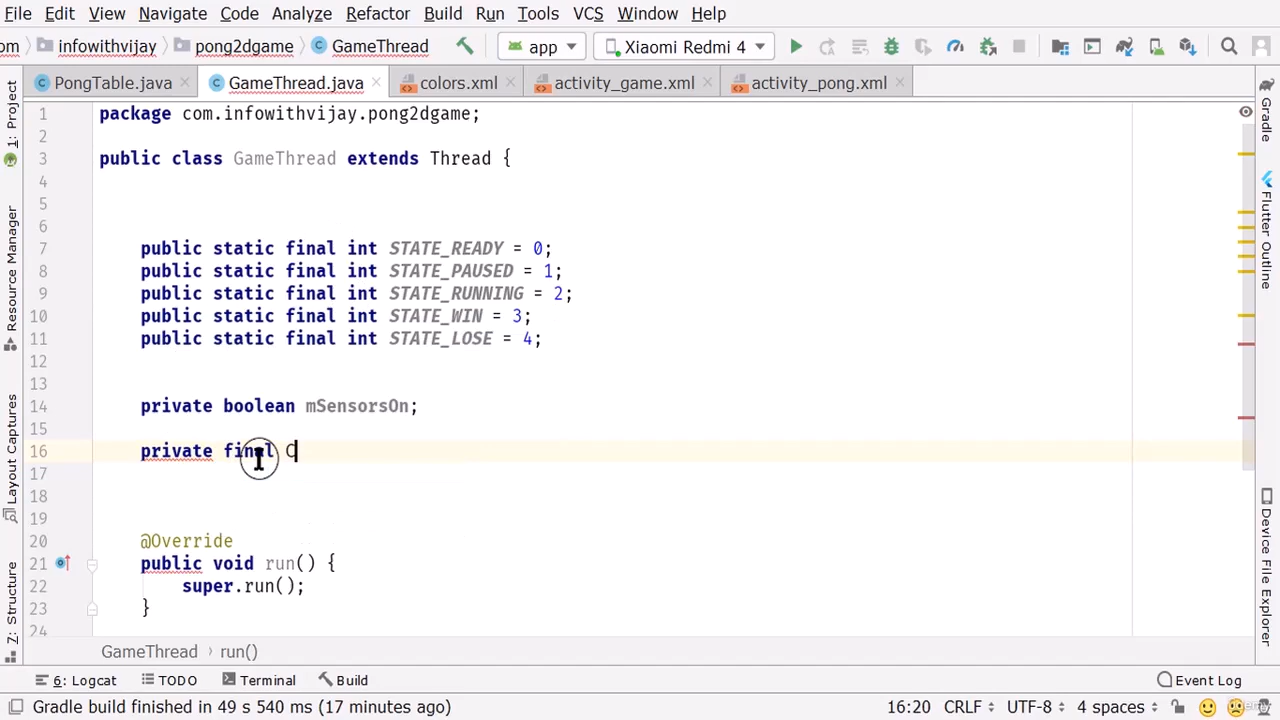 File Edit View Navigate Code Analyze Refactor Build Run Tools VCS Window Help
om infowithvijay pong2dgame GameThread app Xiaomi Redmi 4
PongTable.java GameThread.java colors.xml activity_game.xml activity_pong.xml
1: Project
Resource Manager
Layout Captures
7: Structure
1 package com.infowithvijay.pong2dgame;
2
3 public class GameThread extends Thread {
4
5
6
7 public static final int STATE_READY = 0;
8 public static final int STATE_PAUSED = 1;
9 public static final int STATE_RUNNING = 2;
10 public static final int STATE_WIN = 3;
11 public static final int STATE_LOSE = 4;
12
13
14 private boolean mSensorsOn;
15
16 private final C
17
18
19
20 @Override
21 public void run() {
22 super.run();
23 }
24
Gradle
Flutter Outline
Device File Explorer
GameThread run()
6: Logcat TODO Terminal Build Event Log
Gradle build finished in 49 s 540 ms (17 minutes ago) 16:20 CRLF UTF-8 4 spaces